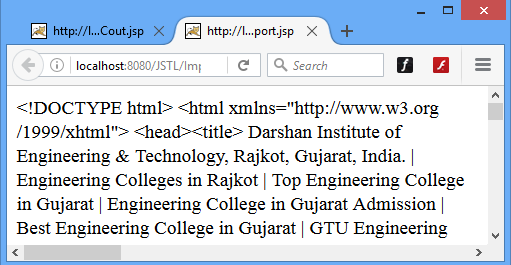 http://l...Cout.jsp
http://l...port.jsp
localhost:8080/JSTL/Imp
Search
<!DOCTYPE html> <html xmlns="http://www.w3.org
/1999/xhtml"> <head><title> Darshan Institute of
Engineering & Technology, Rajkot, Gujarat, India. |
Engineering Colleges in Rajkot | Top Engineering College
in Gujarat | Engineering College in Gujarat Admission |
Best Engineering College in Gujarat | GTU Engineering